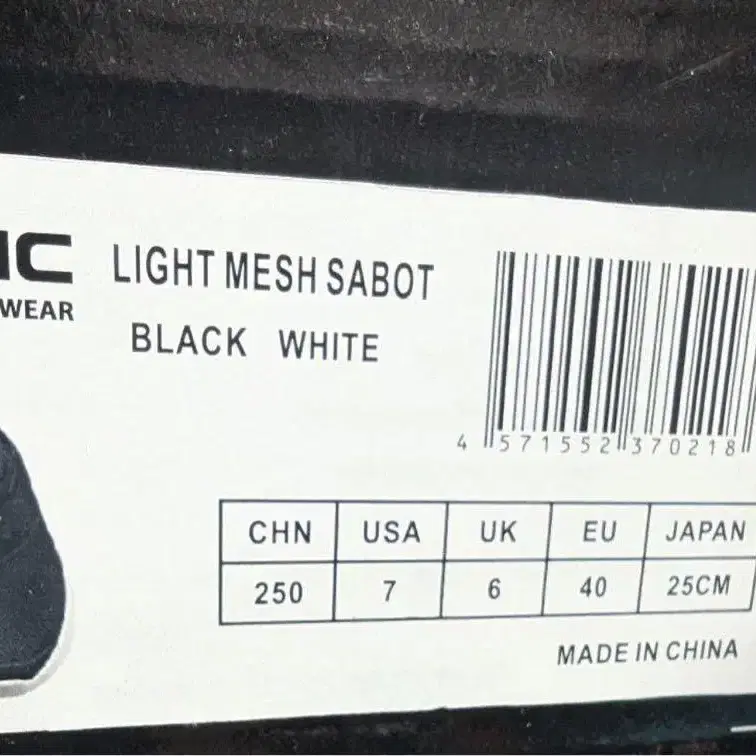 IC
WEAR
LIGHT MESH SABOT
BLACK WHITE
4 571552 370218
CHN USA UK EU JAPAN
250 7 6 40 25CM
MADE IN CHINA